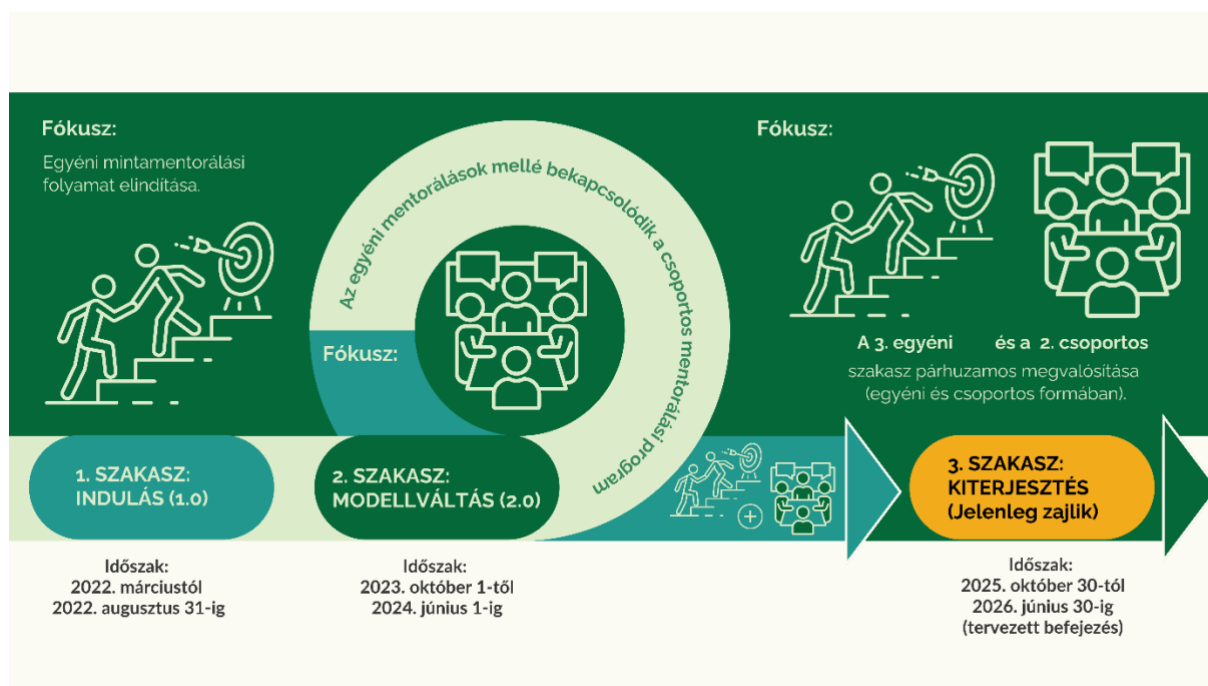 Fókusz:
Egyéni mintamentorálási
folyamat elindítása.
1. SZAKASZ:
INDULÁS (1.0)
Időszak:
2022. márciustól
2022. augusztus 31-ig
Fókusz:
Az egyéni mentorálások mellé bekapcsolódik a csoportos mentorálási program
2. SZAKASZ:
MODELLVÁLTÁS (2.0)
Időszak:
2023. október 1-től
2024. június 1-ig
Fókusz:
A 3. egyéni és a 2. csoportos
szakasz párhuzamos megvalósítása
(egyéni és csoportos formában).
3. SZAKASZ:
KITERJESZTÉS
(Jelenleg zajlik)
Időszak:
2025. október 30-tól
2026. június 30-ig
(tervezett befejezés)